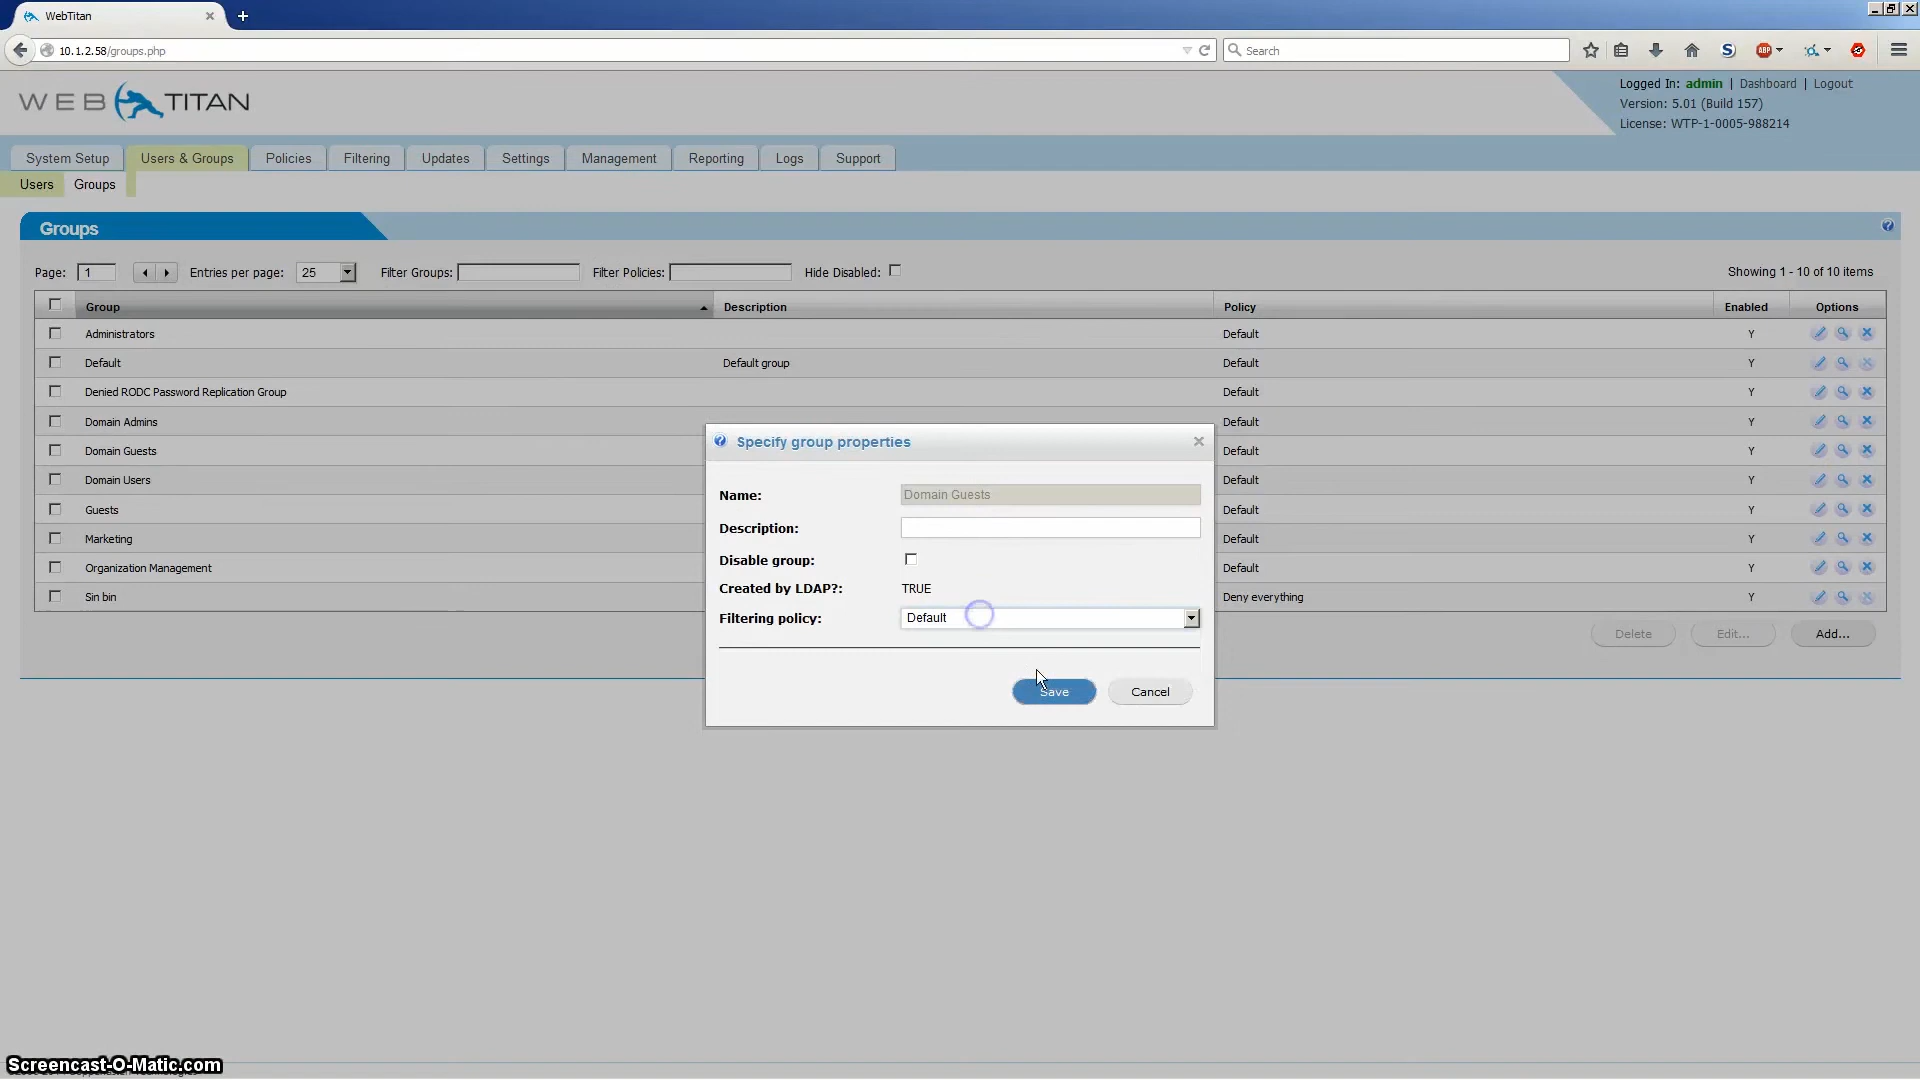 WebTitan
10.1.2.58/groups.php
Search
WEB TITAN
Logged In: admin | Dashboard | Logout
Version: 5.01 (Build 157)
License: WTP-1-0005-988214
System Setup Users & Groups Policies Filtering Updates Settings Management Reporting Logs Support
Users Groups
Groups
Page: 1 Entries per page: 25 Filter Groups: Filter Policies: Hide Disabled: Showing 1 - 10 of 10 items
Group Description Policy Enabled Options
Administrators Default Y
Default Default group Default Y
Denied RODC Password Replication Group Default Y
Domain Admins Default Y
Domain Guests Default Y
Domain Users Default Y
Guests Default Y
Marketing Default Y
Organization Management Default Y
Sin bin Deny everything Y
Delete Edit... Add...
Specify group properties
Name: Domain Guests
Description:
Disable group:
Created by LDAP?: TRUE
Filtering policy: Default
Save Cancel
Screencast-O-Matic.com